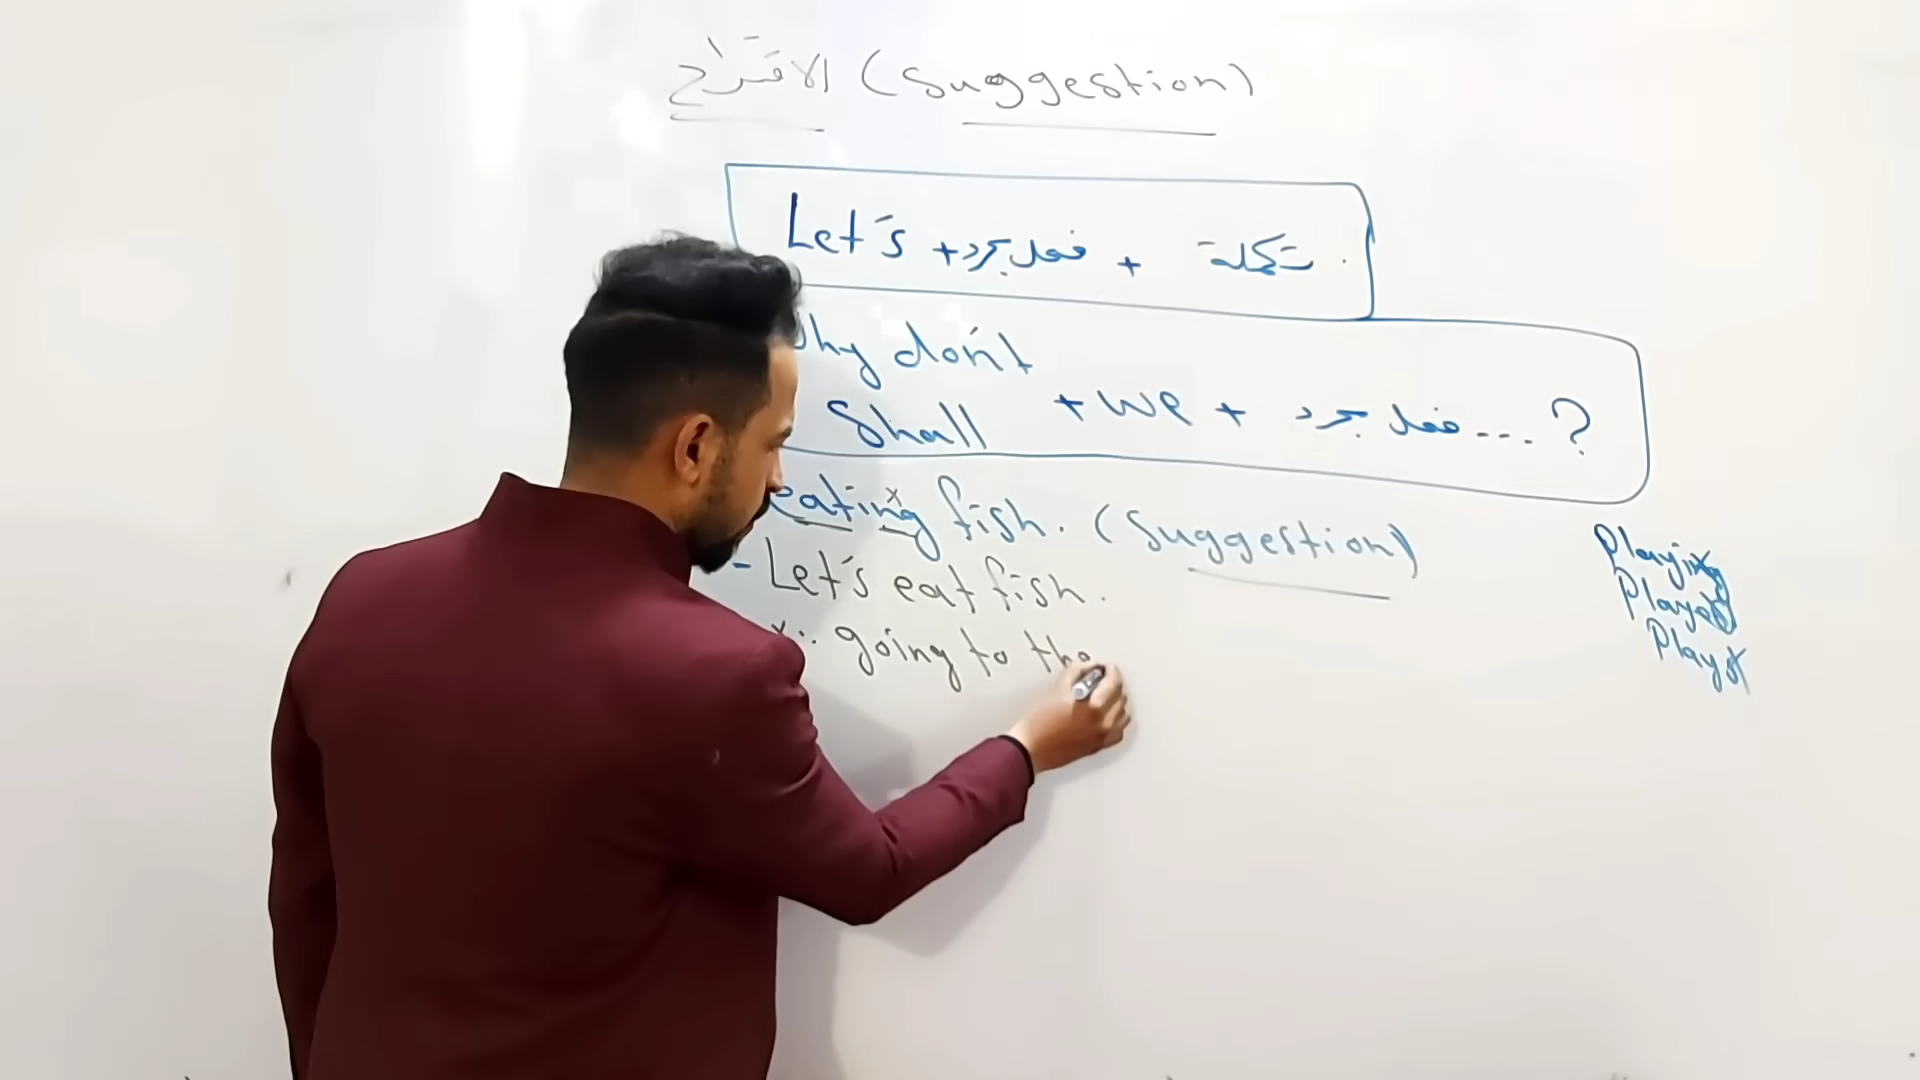 الاقتراح (Suggestion)
Let's + فعل مجرد + تكملة .
Why don't
Shall + we + فعل مجرد ... ?
eating fish. (Suggestion)
- Let's eat fish.
going to the
Playing
Played
Plays